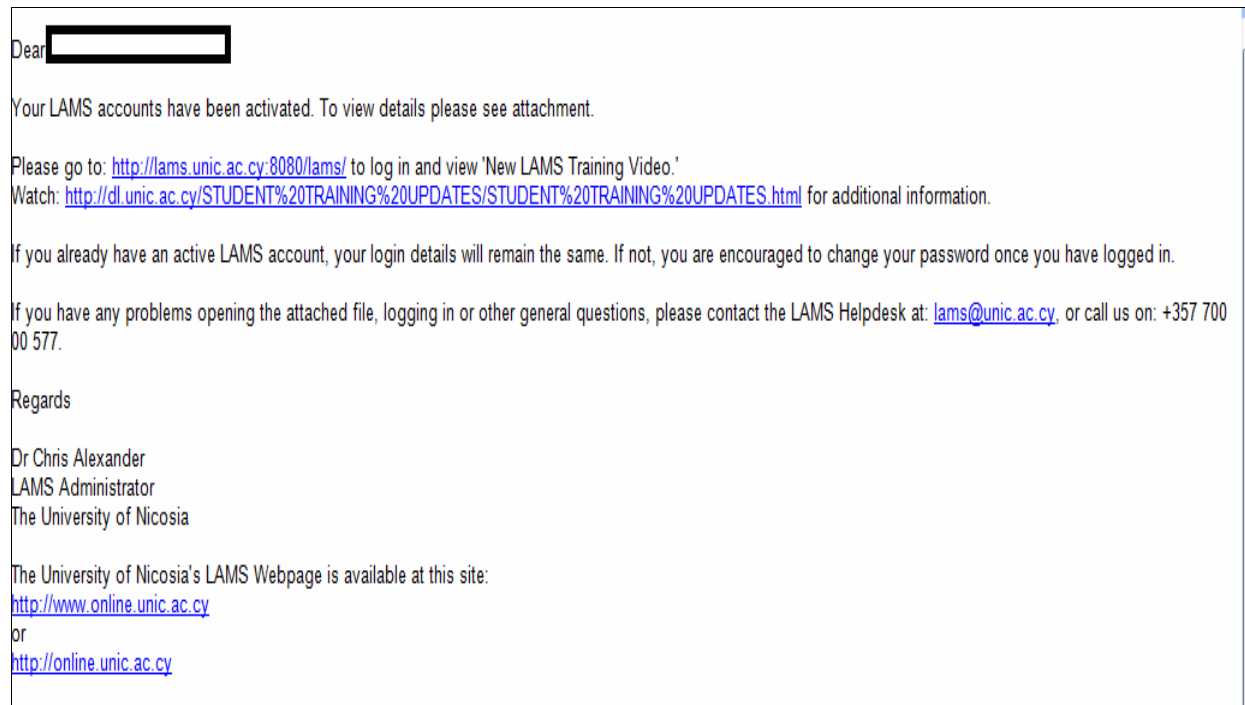 Dear
Your LAMS accounts have been activated. To view details please see attachment.
Please go to: http://lams.unic.ac.cy:8080/lams/ to log in and view 'New LAMS Training Video.'
Watch: http://dl.unic.ac.cy/STUDENT%20TRAINING%20UPDATES/STUDENT%20TRAINING%20UPDATES.html for additional information.
If you already have an active LAMS account, your login details will remain the same. If not, you are encouraged to change your password once you have logged in.
If you have any problems opening the attached file, logging in or other general questions, please contact the LAMS Helpdesk at: lams@unic.ac.cy, or call us on: +357 700
00 577.
Regards
Dr Chris Alexander
LAMS Administrator
The University of Nicosia
The University of Nicosia's LAMS Webpage is available at this site:
http://www.online.unic.ac.cy
or
http://online.unic.ac.cy